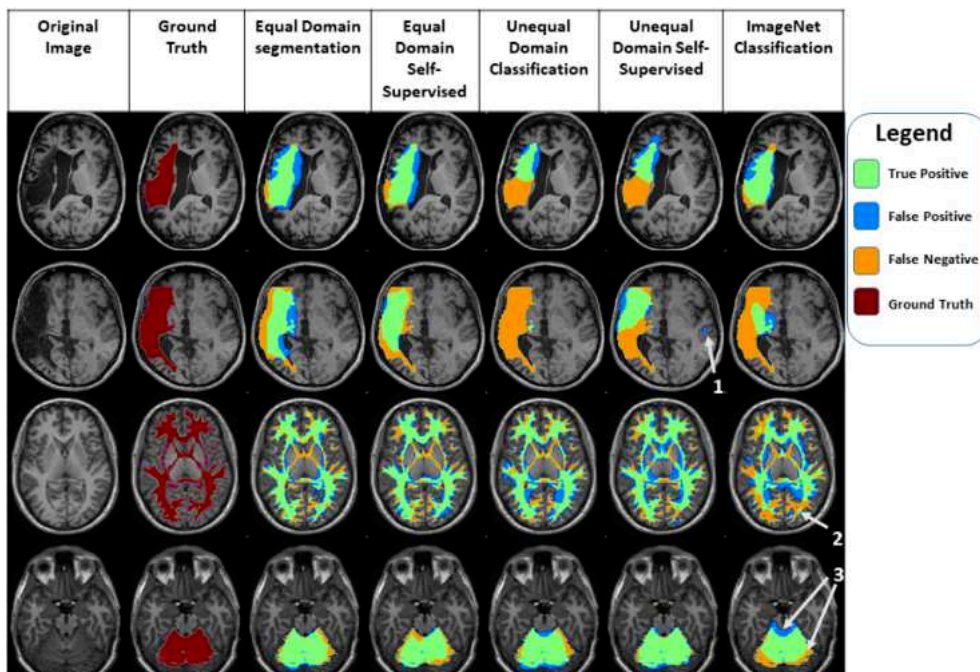 Original
Image
Ground
Truth
Equal Domain
segmentation
Equal
Domain
Self-
Supervised
Unequal
Domain
Classification
Unequal
Domain Self-
Supervised
ImageNet
Classification
Legend
True Positive
False Positive
False Negative
Ground Truth
1
2
3